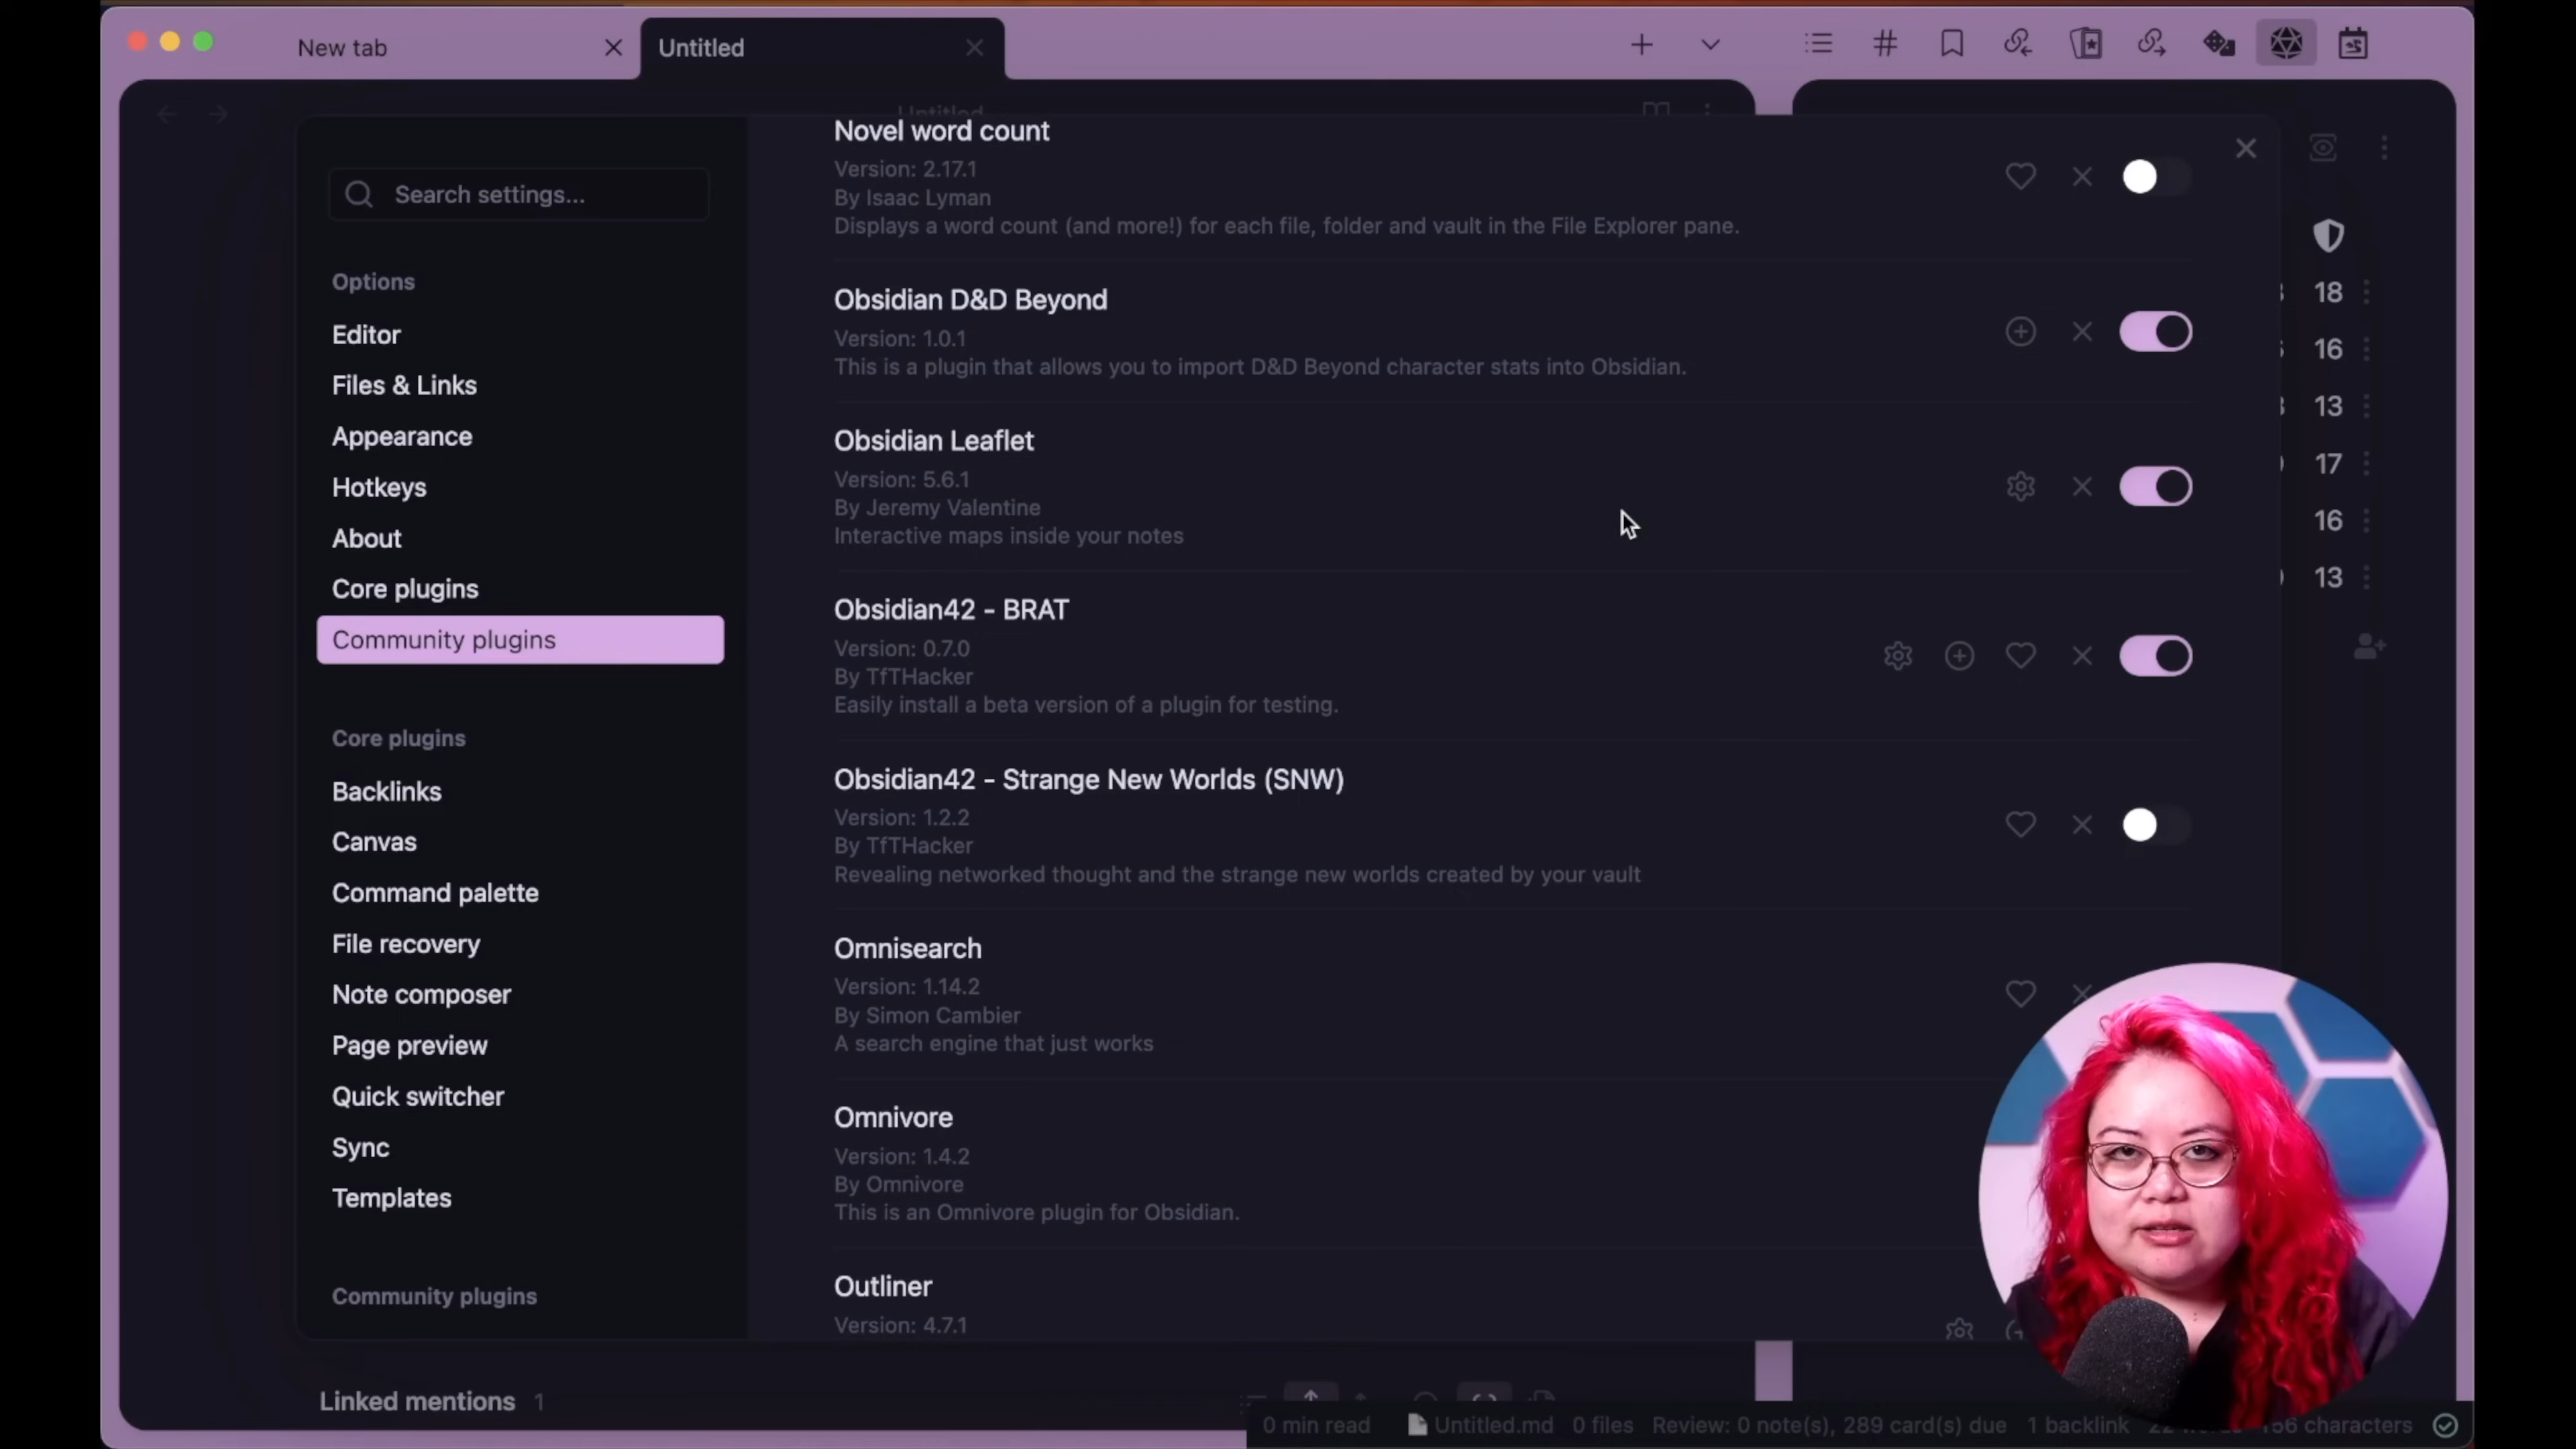 New tab
Untitled
Untitled
Search settings...
Options
Editor
Files & Links
Appearance
Hotkeys
About
Core plugins
Community plugins
Core plugins
Backlinks
Canvas
Command palette
File recovery
Note composer
Page preview
Quick switcher
Sync
Templates
Community plugins
Novel word count
Version: 2.17.1
By Isaac Lyman
Displays a word count (and more!) for each file, folder and vault in the File Explorer pane.
Obsidian D&D Beyond
Version: 1.0.1
This is a plugin that allows you to import D&D Beyond character stats into Obsidian.
Obsidian Leaflet
Version: 5.6.1
By Jeremy Valentine
Interactive maps inside your notes
Obsidian42 - BRAT
Version: 0.7.0
By TfTHacker
Easily install a beta version of a plugin for testing.
Obsidian42 - Strange New Worlds (SNW)
Version: 1.2.2
By TfTHacker
Revealing networked thought and the strange new worlds created by your vault
Omnisearch
Version: 1.14.2
By Simon Cambier
A search engine that just works
Omnivore
Version: 1.4.2
By Omnivore
This is an Omnivore plugin for Obsidian.
Outliner
Version: 4.7.1
18
16
13
17
16
13
Linked mentions 1
0 min read Untitled.md 0 files Review: 0 note(s), 289 card(s) due 1 backlink characters